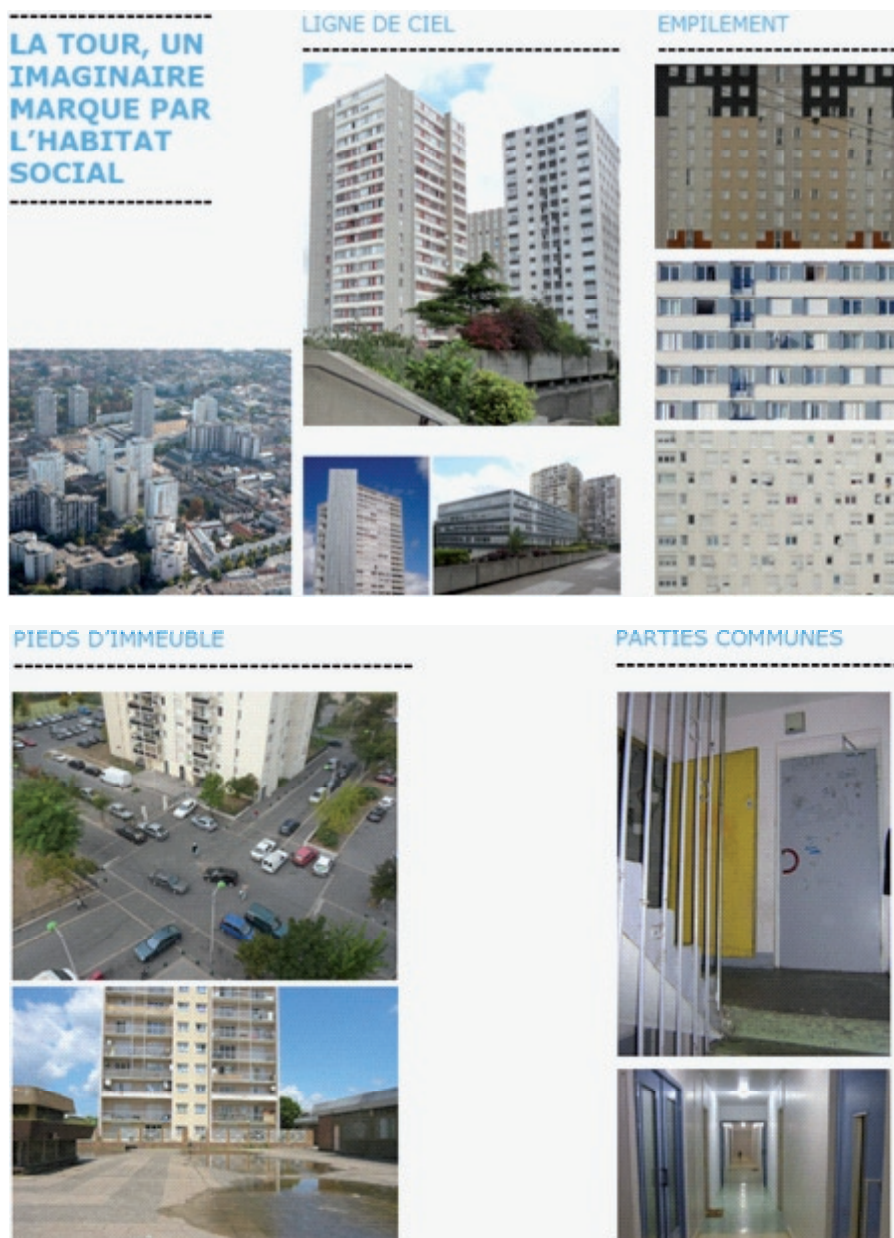 LA TOUR, UN
IMAGINAIRE
MARQUE PAR
L'HABITAT
SOCIAL
LIGNE DE CIEL
EMPILEMENT
PIEDS D'IMMEUBLE
PARTIES COMMUNES